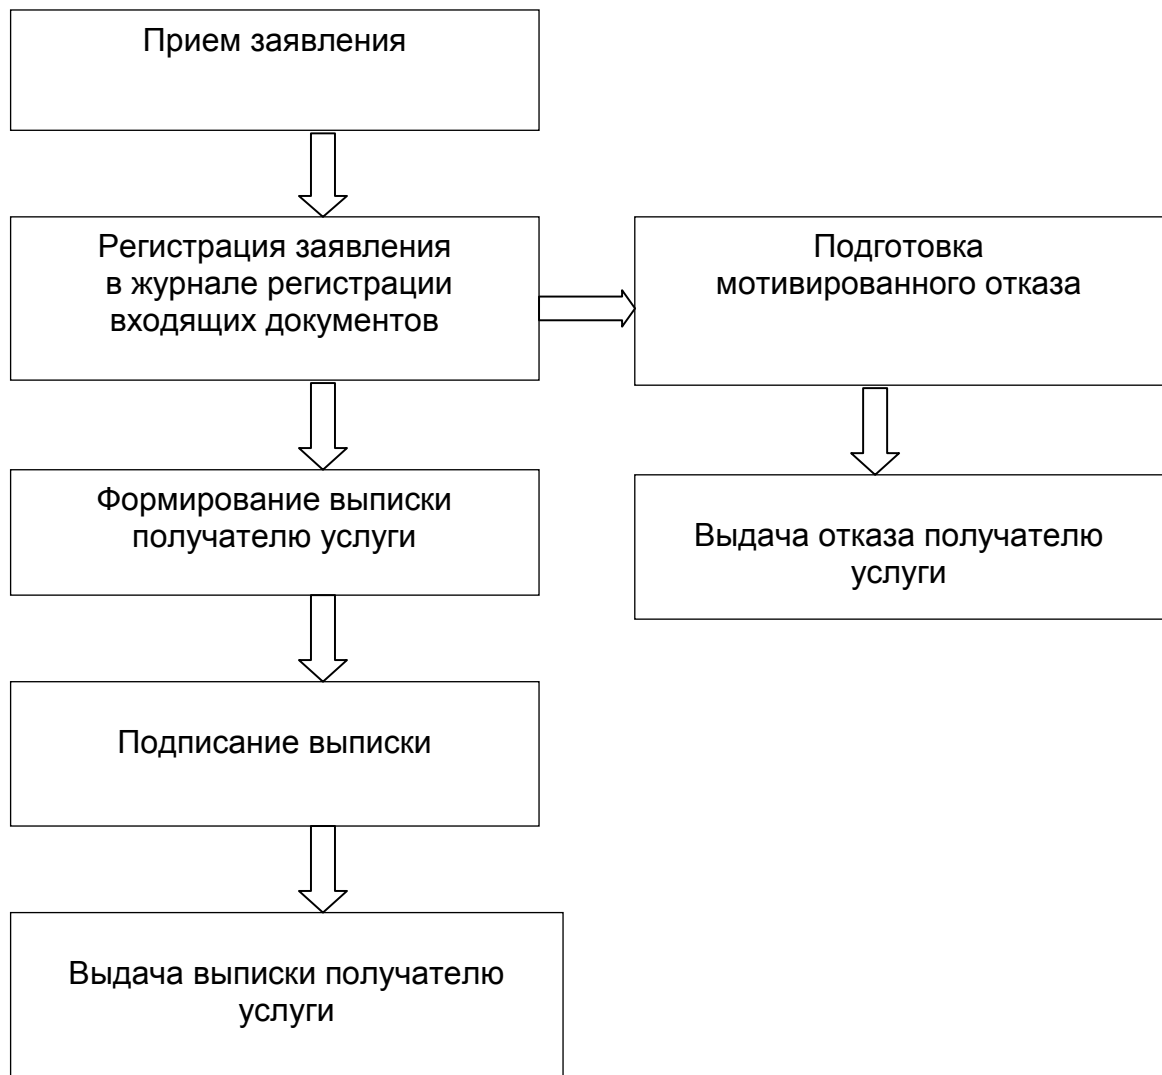 Прием заявления
Регистрация заявления
в журнале регистрации
входящих документов
Подготовка
мотивированного отказа
Формирование выписки
получателю услуги
Выдача отказа получателю
услуги
Подписание выписки
Выдача выписки получателю
услуги